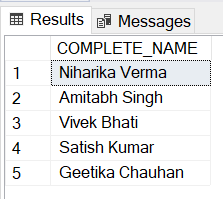 Results Messages
COMPLETE_NAME
1 Niharika Verma
2 Amitabh Singh
3 Vivek Bhati
4 Satish Kumar
5 Geetika Chauhan